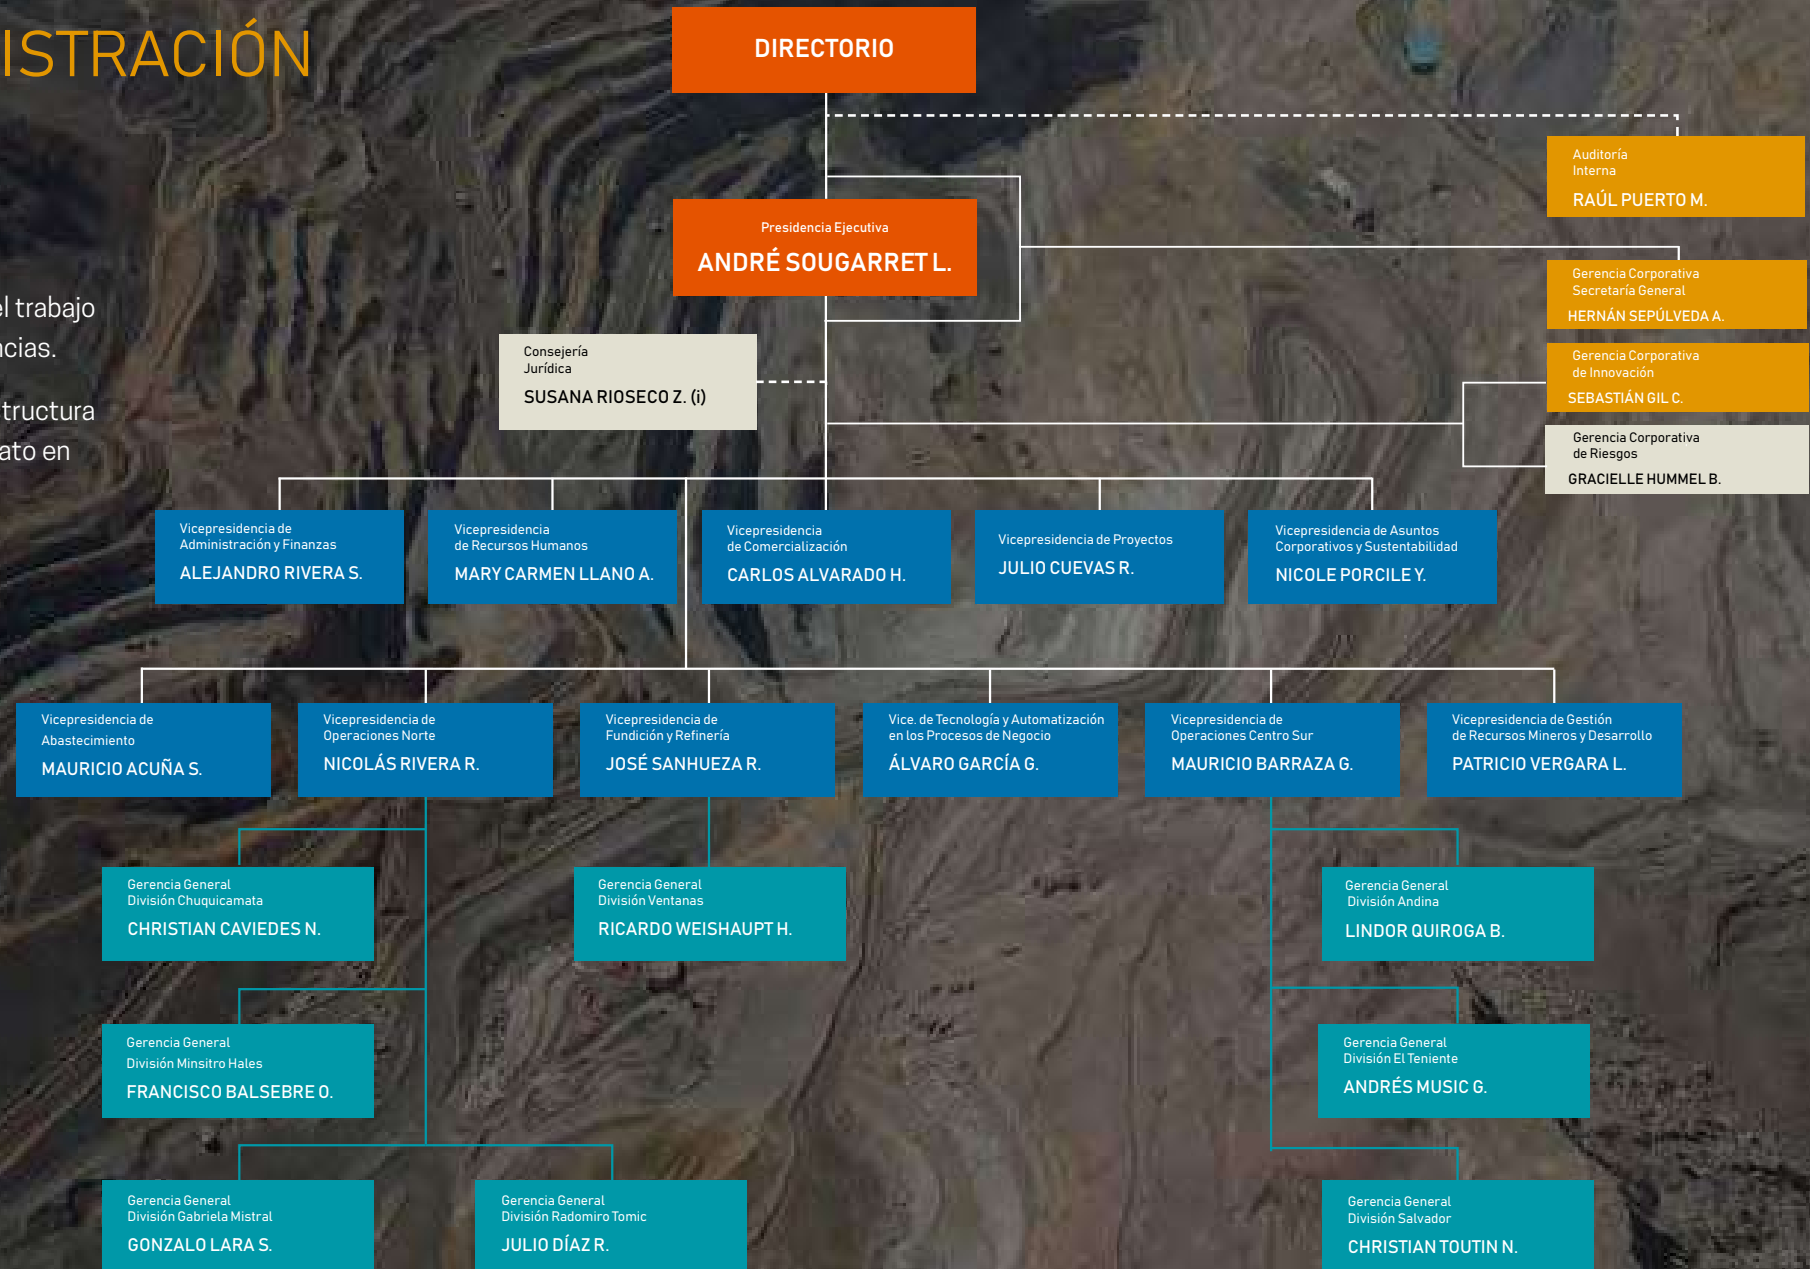 ISTRACIÓN
el trabajo
ncias.
structura
ato en
DIRECTORIO
Auditoría
Interna
RAÚL PUERTO M.
Presidencia Ejecutiva
ANDRÉ SOUGARRET L.
Gerencia Corporativa
Secretaría General
HERNÁN SEPÚLVEDA A.
Consejería
Jurídica
SUSANA RIOSECO Z. (i)
Gerencia Corporativa
de Innovación
SEBASTIÁN GIL C.
Gerencia Corporativa
de Riesgos
GRACIELLE HUMMEL B.
Vicepresidencia de
Administración y Finanzas
ALEJANDRO RIVERA S.
Vicepresidencia
de Recursos Humanos
MARY CARMEN LLANO A.
Vicepresidencia
de Comercialización
CARLOS ALVARADO H.
Vicepresidencia de Proyectos
JULIO CUEVAS R.
Vicepresidencia de Asuntos
Corporativos y Sustentabilidad
NICOLE PORCILE Y.
Vicepresidencia de
Abastecimiento
MAURICIO ACUÑA S.
Vicepresidencia de
Operaciones Norte
NICOLÁS RIVERA R.
Vicepresidencia de
Fundición y Refinería
JOSÉ SANHUEZA R.
Vice. de Tecnología y Automatización
en los Procesos de Negocio
ÁLVARO GARCÍA G.
Vicepresidencia de
Operaciones Centro Sur
MAURICIO BARRAZA G.
Vicepresidencia de Gestión
de Recursos Mineros y Desarrollo
PATRICIO VERGARA L.
Gerencia General
División Chuquicamata
CHRISTIAN CAVIEDES N.
Gerencia General
División Ventanas
RICARDO WEISHAUPT H.
Gerencia General
División Andina
LINDOR QUIROGA B.
Gerencia General
División Minsitro Hales
FRANCISCO BALSEBRE O.
Gerencia General
División El Teniente
ANDRÉS MUSIC G.
Gerencia General
División Gabriela Mistral
GONZALO LARA S.
Gerencia General
División Radomiro Tomic
JULIO DÍAZ R.
Gerencia General
División Salvador
CHRISTIAN TOUTIN N.